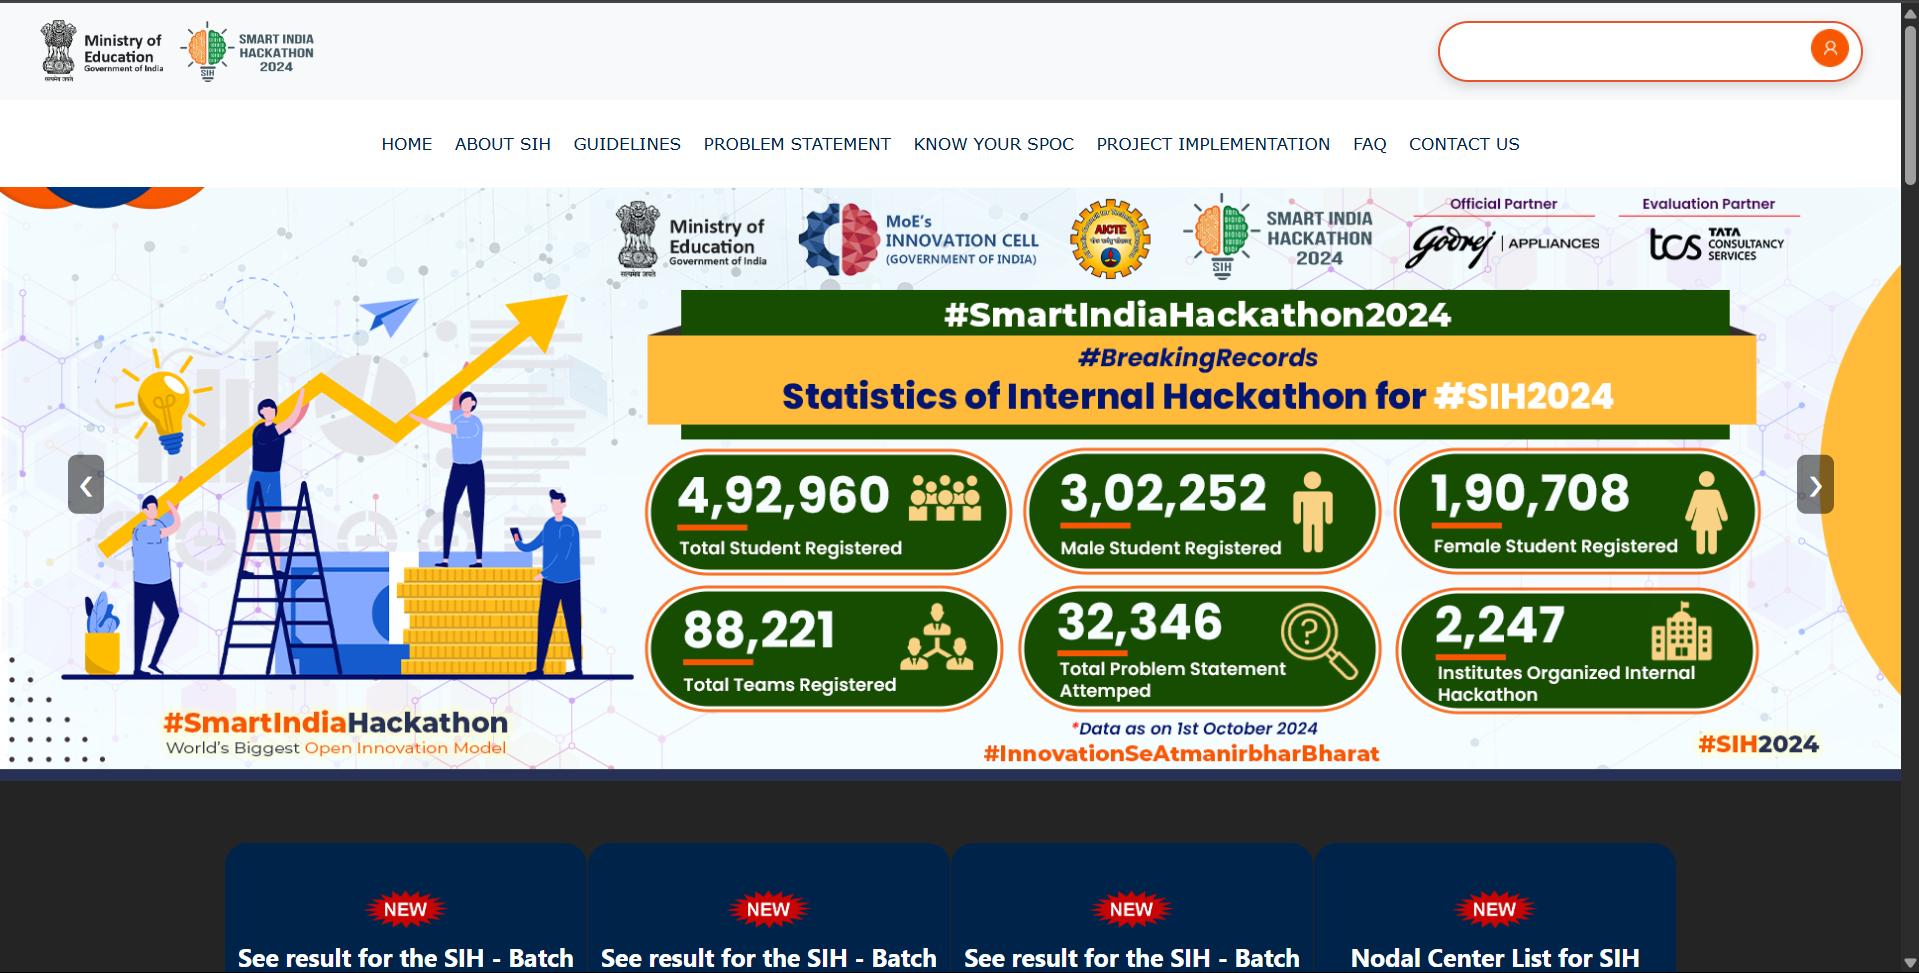 सत्यमेव जयते
Ministry of
Education
Government of India
SMART INDIA
HACKATHON
2024
SIH
HOME ABOUT SIH GUIDELINES PROBLEM STATEMENT KNOW YOUR SPOC PROJECT IMPLEMENTATION FAQ CONTACT US
सत्यमेव जयते
Ministry of
Education
Government of India
MoE's
INNOVATION CELL
(GOVERNMENT OF INDIA)
AICTE
SMART INDIA
HACKATHON
2024
SIH
Official Partner
Godrej | APPLIANCES
Evaluation Partner
tcs TATA
CONSULTANCY
SERVICES
#SmartIndiaHackathon2024
#BreakingRecords
Statistics of Internal Hackathon for #SIH2024
4,92,960
Total Student Registered
3,02,252
Male Student Registered
1,90,708
Female Student Registered
88,221
Total Teams Registered
32,346
Total Problem Statement
Attemped
2,247
Institutes Organized Internal
Hackathon
#SmartIndiaHackathon
World's Biggest Open Innovation Model
*Data as on 1st October 2024
#InnovationSeAtmanirbharBharat
#SIH2024
NEW
See result for the SIH - Batch
NEW
See result for the SIH - Batch
NEW
See result for the SIH - Batch
NEW
Nodal Center List for SIH